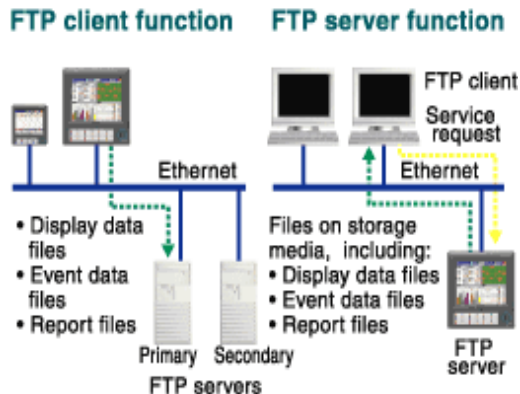 FTP client function
Ethernet
• Display data
files
• Event data
files
• Report files
Primary Secondary
FTP servers
FTP server function
FTP client
Service
request
Ethernet
Files on storage
media, including:
• Display data files
• Event data files
• Report files
FTP
server